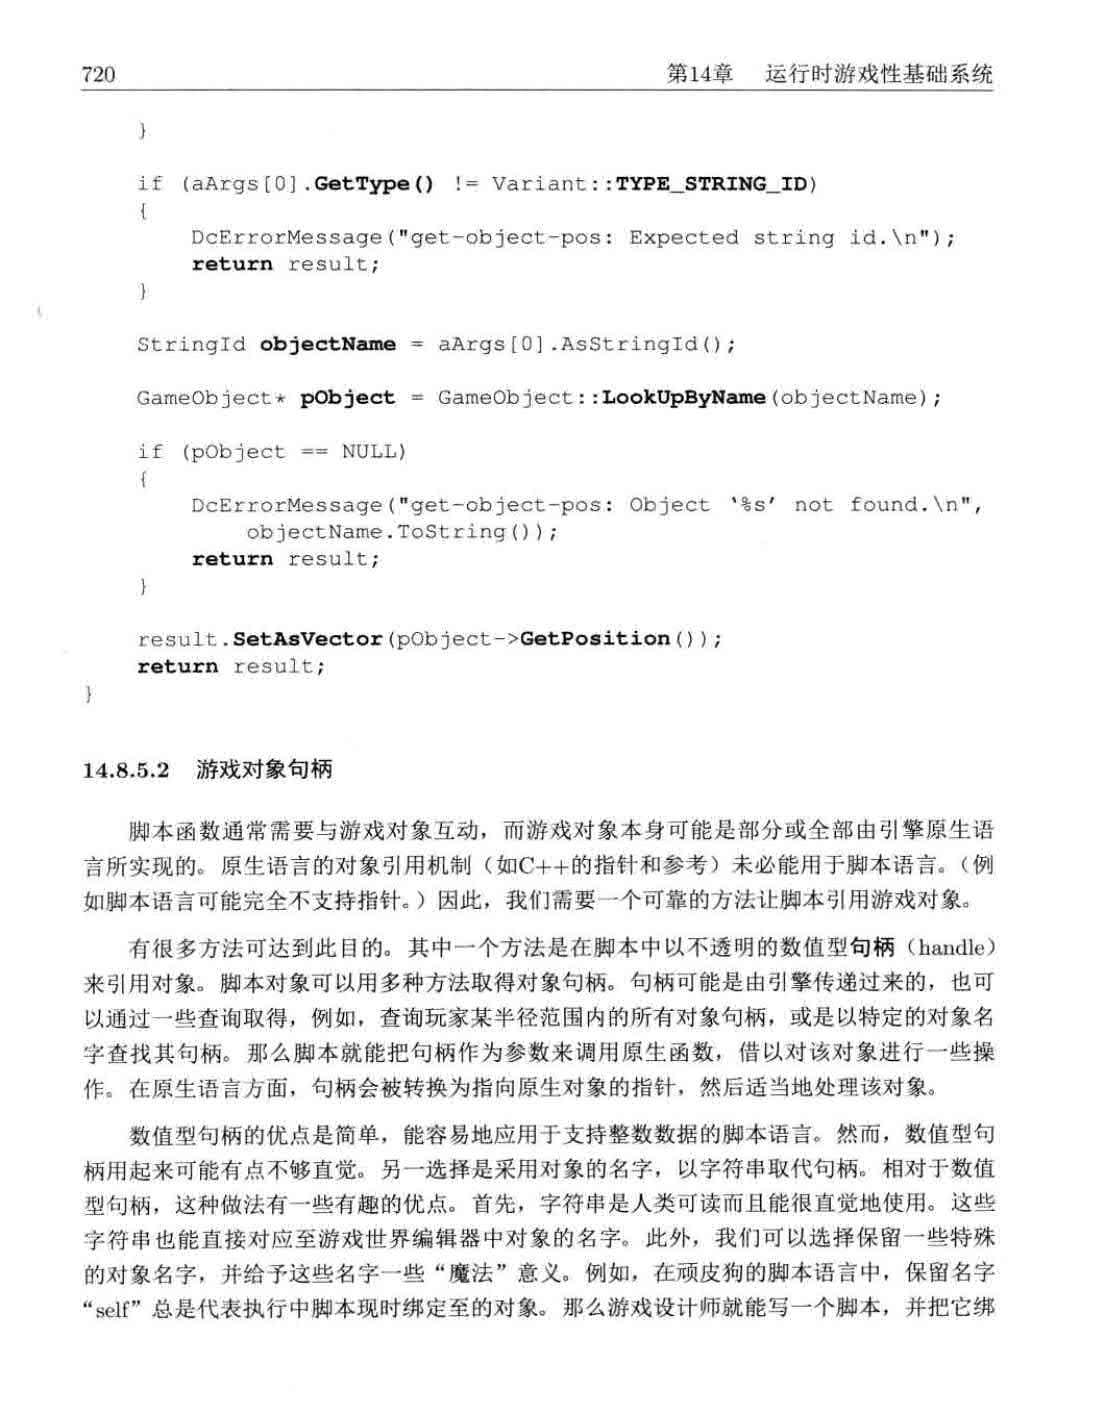 720
第14章 运行时游戏性基础系统
}
if (aArgs[0].GetType() != Variant::TYPE_STRING_ID)
{
DcErrorMessage("get-object-pos: Expected string id.\n");
return result;
}
StringId objectName = aArgs[0].AsStringId();
GameObject* pObject = GameObject::LookUpByName(objectName);
if (pObject == NULL)
{
DcErrorMessage("get-object-pos: Object ‘%s’ not found.\n",
objectName.ToString());
return result;
}
result.SetAsVector(pObject->GetPosition());
return result;
}
14.8.5.2 游戏对象句柄
脚本函数通常需要与游戏对象互动，而游戏对象本身可能是部分或全部由引擎原生语
言所实现的。原生语言的对象引用机制（如C++的指针和参考）未必能用于脚本语言。（例
如脚本语言可能完全不支持指针。）因此，我们需要一个可靠的方法让脚本引用游戏对象。
有很多方法可达到此目的。其中一个方法是在脚本中以不透明的数值型句柄（handle）
来引用对象。脚本对象可以用多种方法取得对象句柄。句柄可能是由引擎传递过来的，也可
以通过一些查询取得，例如，查询玩家某半径范围内的所有对象句柄，或是以特定的对象名
字查找其句柄。那么脚本就能把句柄作为参数来调用原生函数，借以对该对象进行一些操
作。在原生语言方面，句柄会被转换为指向原生对象的指针，然后适当地处理该对象。
数值型句柄的优点是简单，能容易地应用于支持整数数据的脚本语言。然而，数值型句
柄用起来可能有点不够直觉。另一选择是采用对象的名字，以字符串取代句柄。相对于数值
型句柄，这种做法有一些有趣的优点。首先，字符串是人类可读而且能很直觉地使用。这些
字符串也能直接对应至游戏世界编辑器中对象的名字。此外，我们可以选择保留一些特殊
的对象名字，并给予这些名字一些“魔法”意义。例如，在顽皮狗的脚本语言中，保留名字
“self”总是代表执行中脚本现时绑定至的对象。那么游戏设计师就能写一个脚本，并把它绑